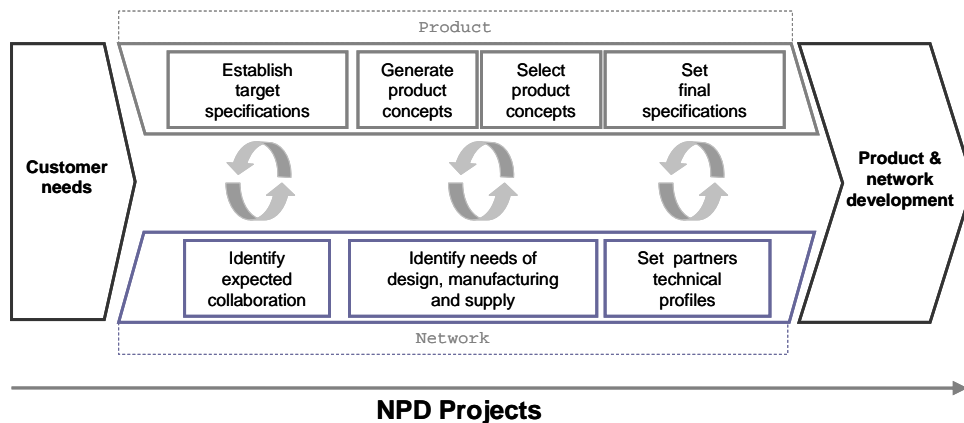 Product
Establish
target
specifications
Generate
product
concepts
Select
product
concepts
Set
final
specifications
Customer
needs
Product &
network
development
Identify
expected
collaboration
Identify needs of
design, manufacturing
and supply
Set partners
technical
profiles
Network
NPD Projects